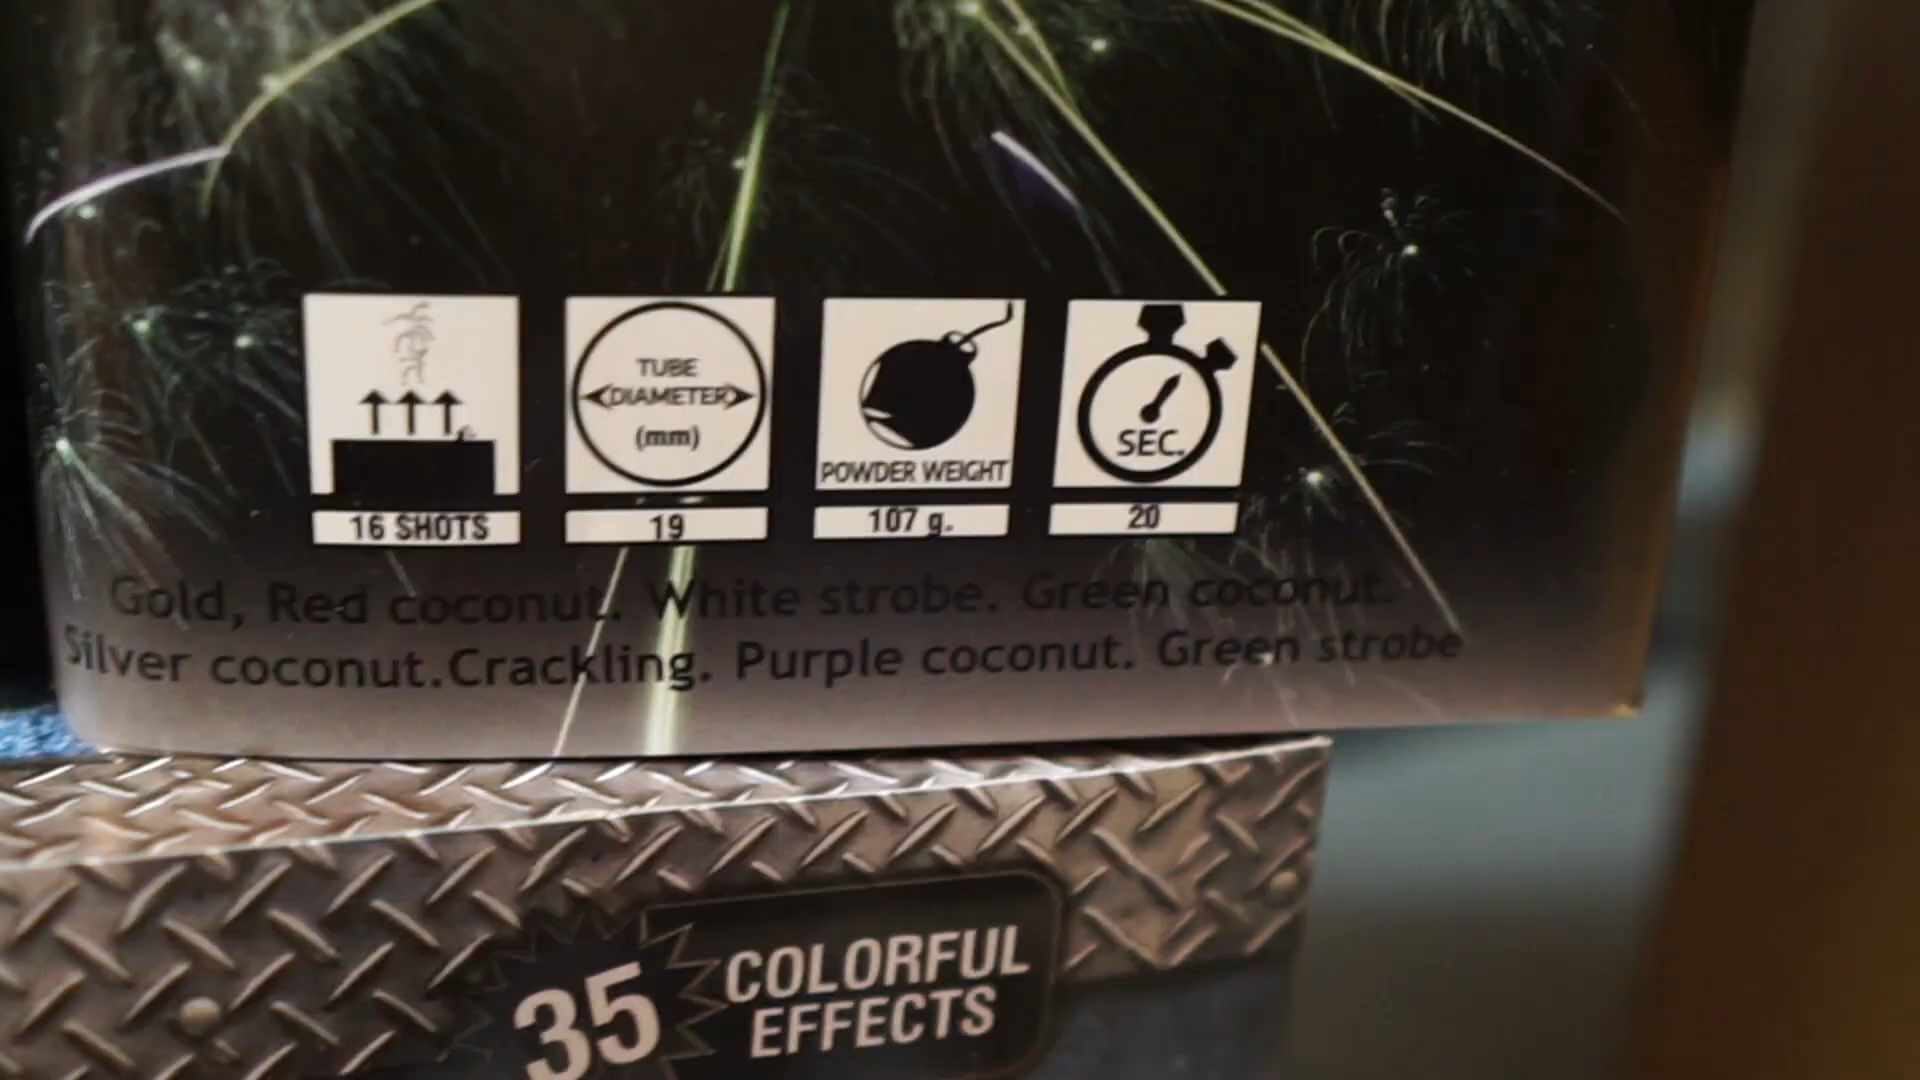 TUBE
DIAMETER
(mm)
POWDER WEIGHT
SEC.
16 SHOTS
19
107 g.
20
Gold, Red coconut. White strobe. Green coconut.
Silver coconut.Crackling. Purple coconut. Green strobe
35
COLORFUL
EFFECTS